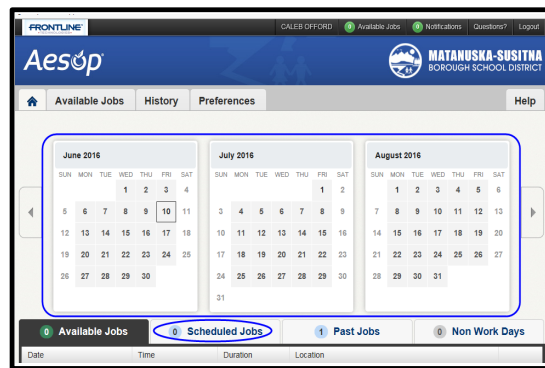 FRONTLINE
CALEB OFFORD 0 Available Jobs 0 Notifications Questions? Logout
Aesop
MATANUSKA-SUSITNA
BOROUGH SCHOOL DISTRICT
Available Jobs History Preferences Help
June 2016
SUN MON TUE WED THU FRI SAT
1 2 3 4
5 6 7 8 9 10 11
12 13 14 15 16 17 18
19 20 21 22 23 24 25
26 27 28 29 30
July 2016
SUN MON TUE WED THU FRI SAT
1 2
3 4 5 6 7 8 9
10 11 12 13 14 15 16
17 18 19 20 21 22 23
24 25 26 27 28 29 30
31
August 2016
SUN MON TUE WED THU FRI SAT
1 2 3 4 5 6
7 8 9 10 11 12 13
14 15 16 17 18 19 20
21 22 23 24 25 26 27
28 29 30 31
0 Available Jobs 0 Scheduled Jobs 1 Past Jobs 0 Non Work Days
Date Time Duration Location